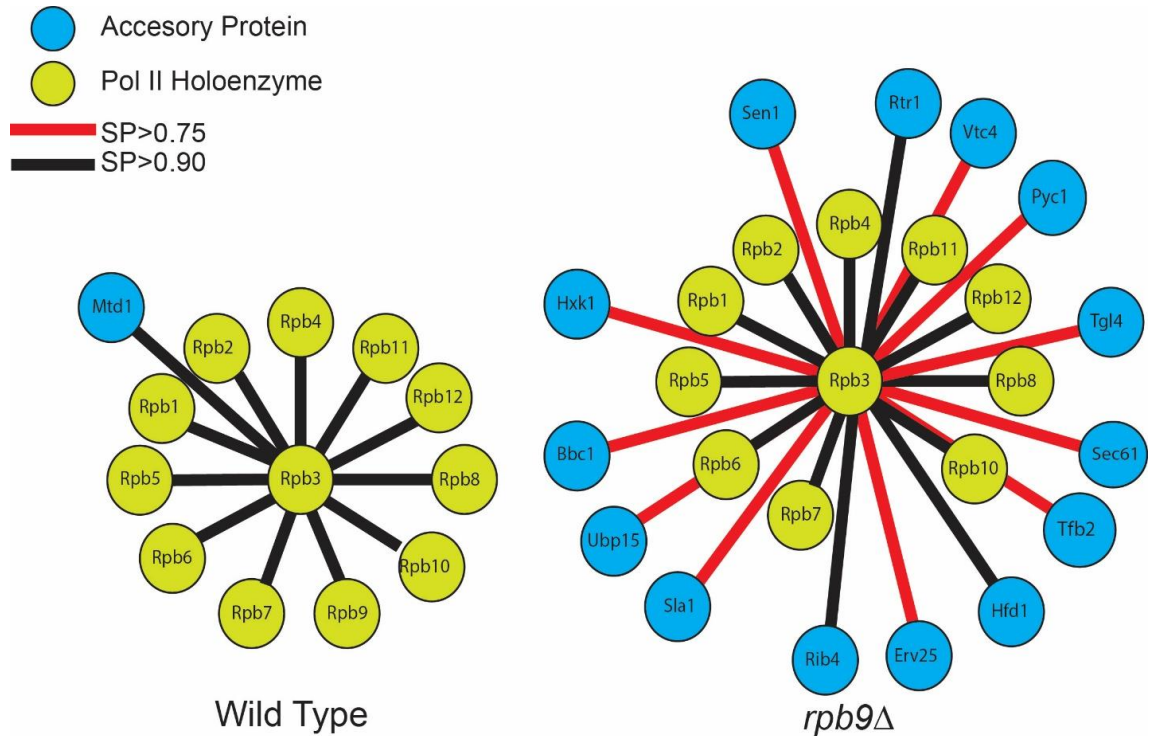 Accesory Protein
Pol II Holoenzyme
SP>0.75
SP>0.90
Mtd1
Rpb4
Rpb2
Rpb11
Rpb1
Rpb12
Rpb5
Rpb3
Rpb8
Rpb6
Rpb10
Rpb7
Rpb9
Wild Type
Sen1
Rtr1
Vtc4
Pyc1
Rpb4
Rpb2
Rpb11
Hxk1
Rpb1
Rpb12
Tgl4
Rpb5
Rpb3
Rpb8
Bbc1
Rpb6
Rpb10
Sec61
Ubp15
Rpb7
Tfb2
Sla1
Hfd1
Rib4
Erv25
rpb9Δ